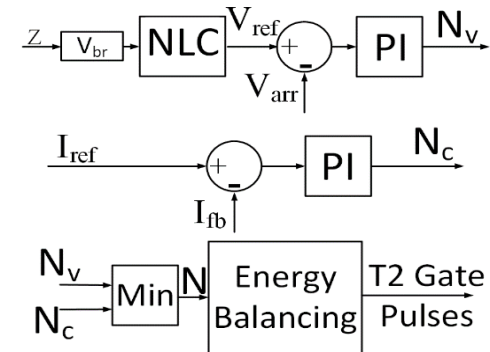 Z V_br NLC V_ref + - V_arr PI N_v
I_ref + - I_fb PI N_c
N_v N_c Min N Energy Balancing T2 Gate Pulses